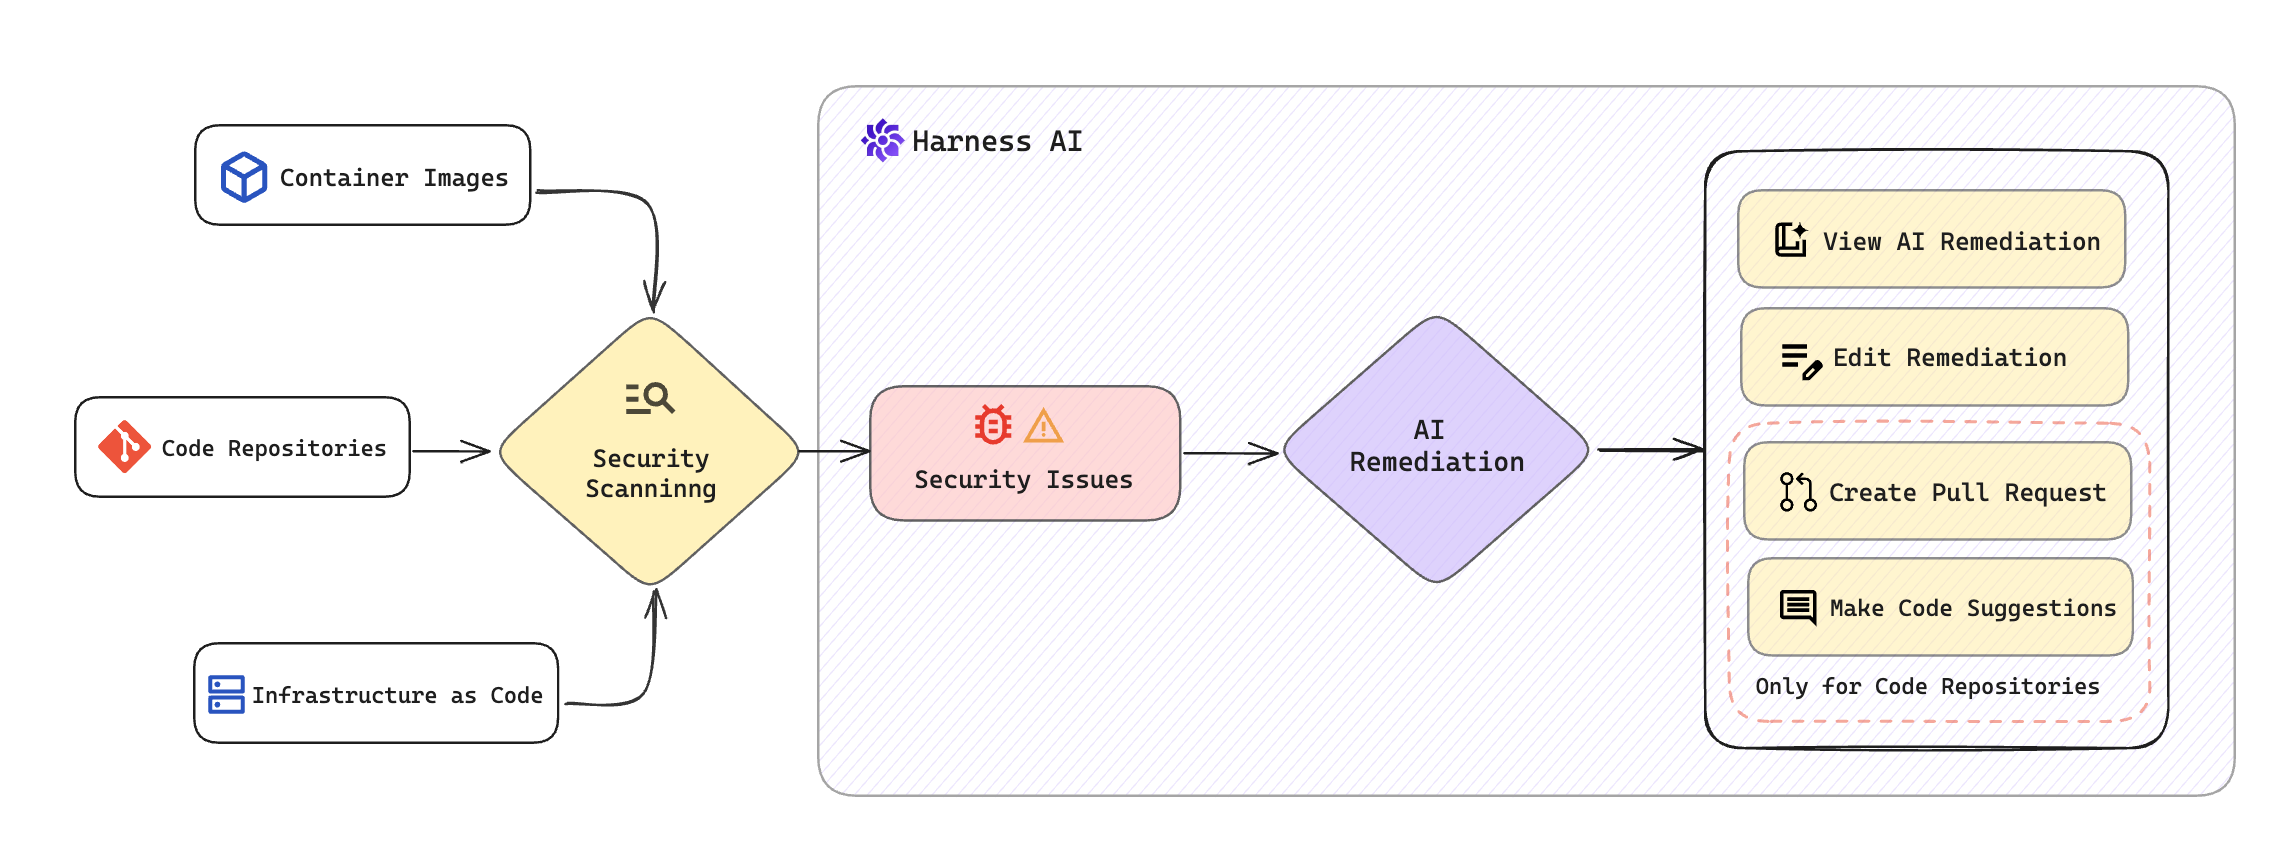 Container Images
Code Repositories
Infrastructure as Code
Security
Scanninng
Harness AI
Security Issues
AI
Remediation
View AI Remediation
Edit Remediation
Create Pull Request
Make Code Suggestions
Only for Code Repositories